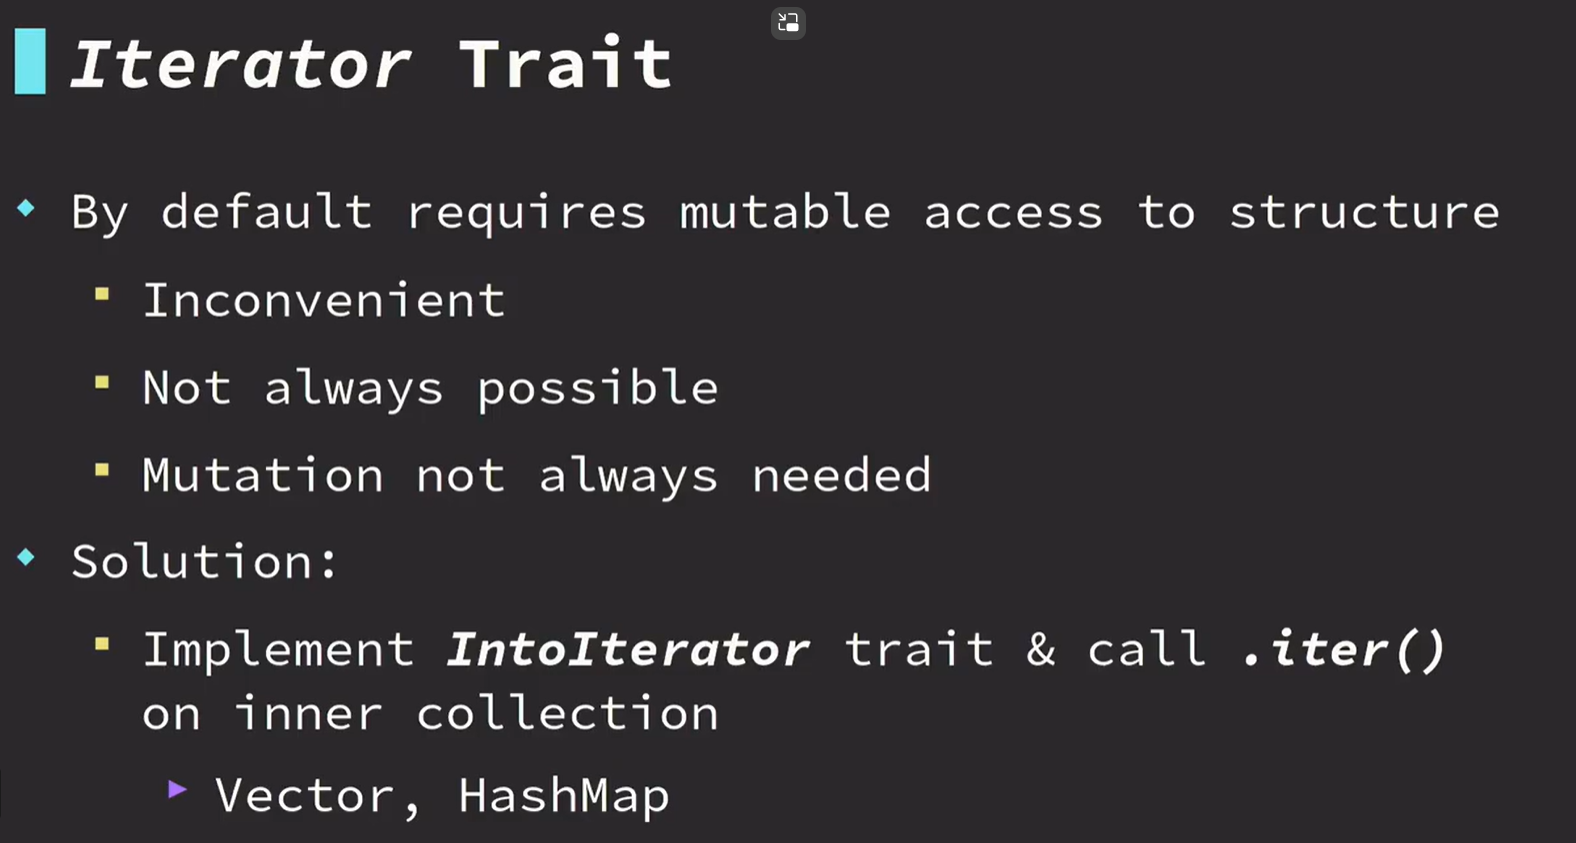 Iterator Trait
By default requires mutable access to structure
Inconvenient
Not always possible
Mutation not always needed
Solution:
Implement IntoIterator trait & call .iter()
on inner collection
Vector, HashMap